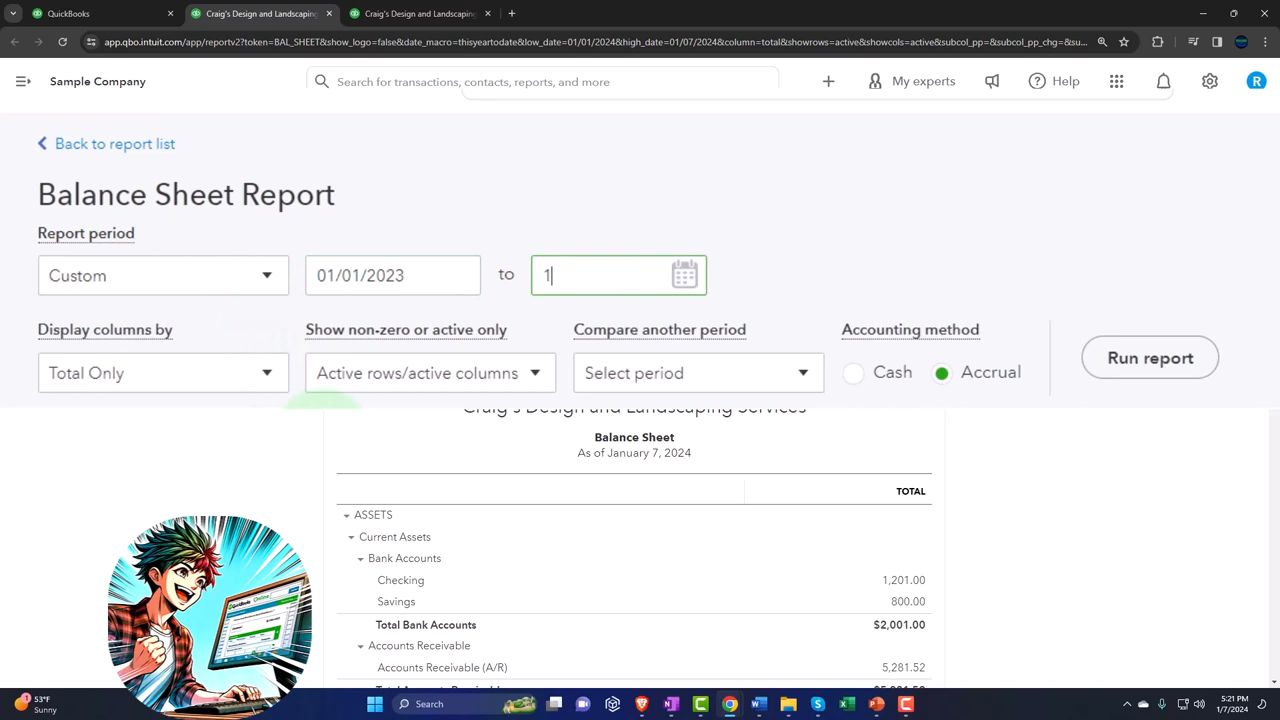 QuickBooks
Craig's Design and Landscaping
Craig's Design and Landscaping
app.qbo.intuit.com/app/reportv2?token=BAL_SHEET&show_logo=false&date_macro=thisyeartodate&low_date=01/01/2024&high_date=01/07/2024&column=total&showrows=active&showcols=active&subcol_pp=&subcol_pp_chg=&su...
Sample Company
Search for transactions, contacts, reports, and more
My experts
Help
R
Back to report list
Balance Sheet Report
Report period
Custom
01/01/2023
to
1
Display columns by
Show non-zero or active only
Compare another period
Accounting method
Total Only
Active rows/active columns
Select period
Cash
Accrual
Run report
Craig's Design and Landscaping Services
Balance Sheet
As of January 7, 2024
TOTAL
ASSETS
Current Assets
Bank Accounts
Checking 1,201.00
Savings 800.00
Total Bank Accounts $2,001.00
Accounts Receivable
Accounts Receivable (A/R) 5,281.52
53°F
Sunny
Search
5:21 PM
1/7/2024